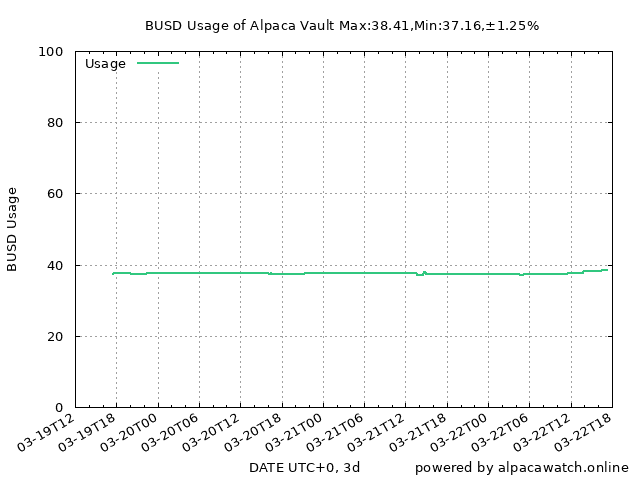 BUSD Usage of Alpaca Vault Max:38.41,Min:37.16,±1.25%
100
Usage
80
60
BUSD Usage
40
20
0
03-19T12
03-19T18
03-20T00
03-20T06
03-20T12
03-20T18
03-21T00
03-21T06
03-21T12
03-21T18
03-22T00
03-22T06
03-22T12
03-22T18
DATE UTC+0, 3d
powered by alpacawatch.online